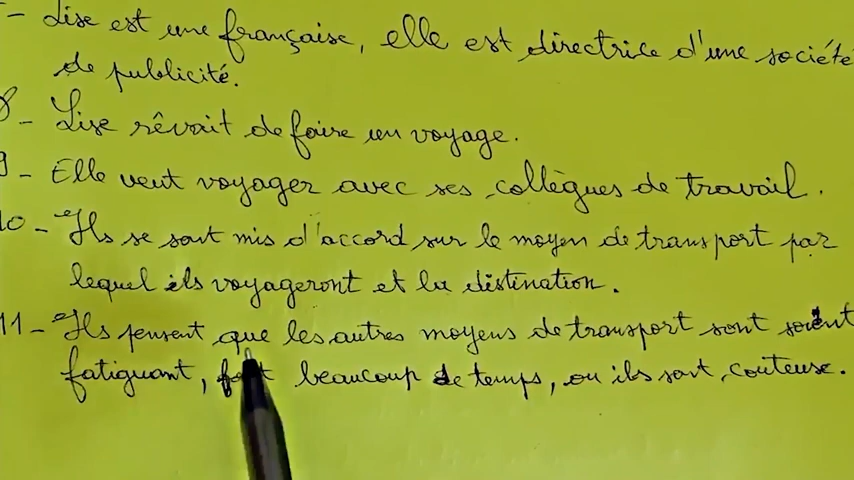 - Lise est une française, elle est directrice d'une société
de publicité.
8 - Lise rêvait de faire un voyage.
9 - Elle veut voyager avec ses collègues de travail.
10 - Ils se sont mis d'accord sur le moyen de transport par
lequel ils voyageront et la distination.
11 - Ils pensent que les autres moyens de transport sont soient
fatiguant, beaucoup de temps, ou ils sont couteuse.